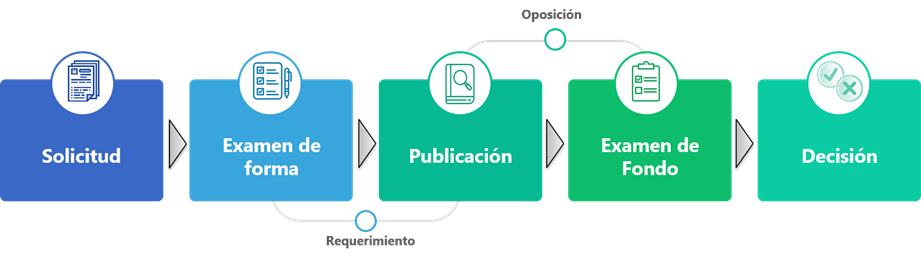 Oposición
Solicitud
Examen de
forma
Publicación
Examen de
Fondo
Decisión
Requerimiento